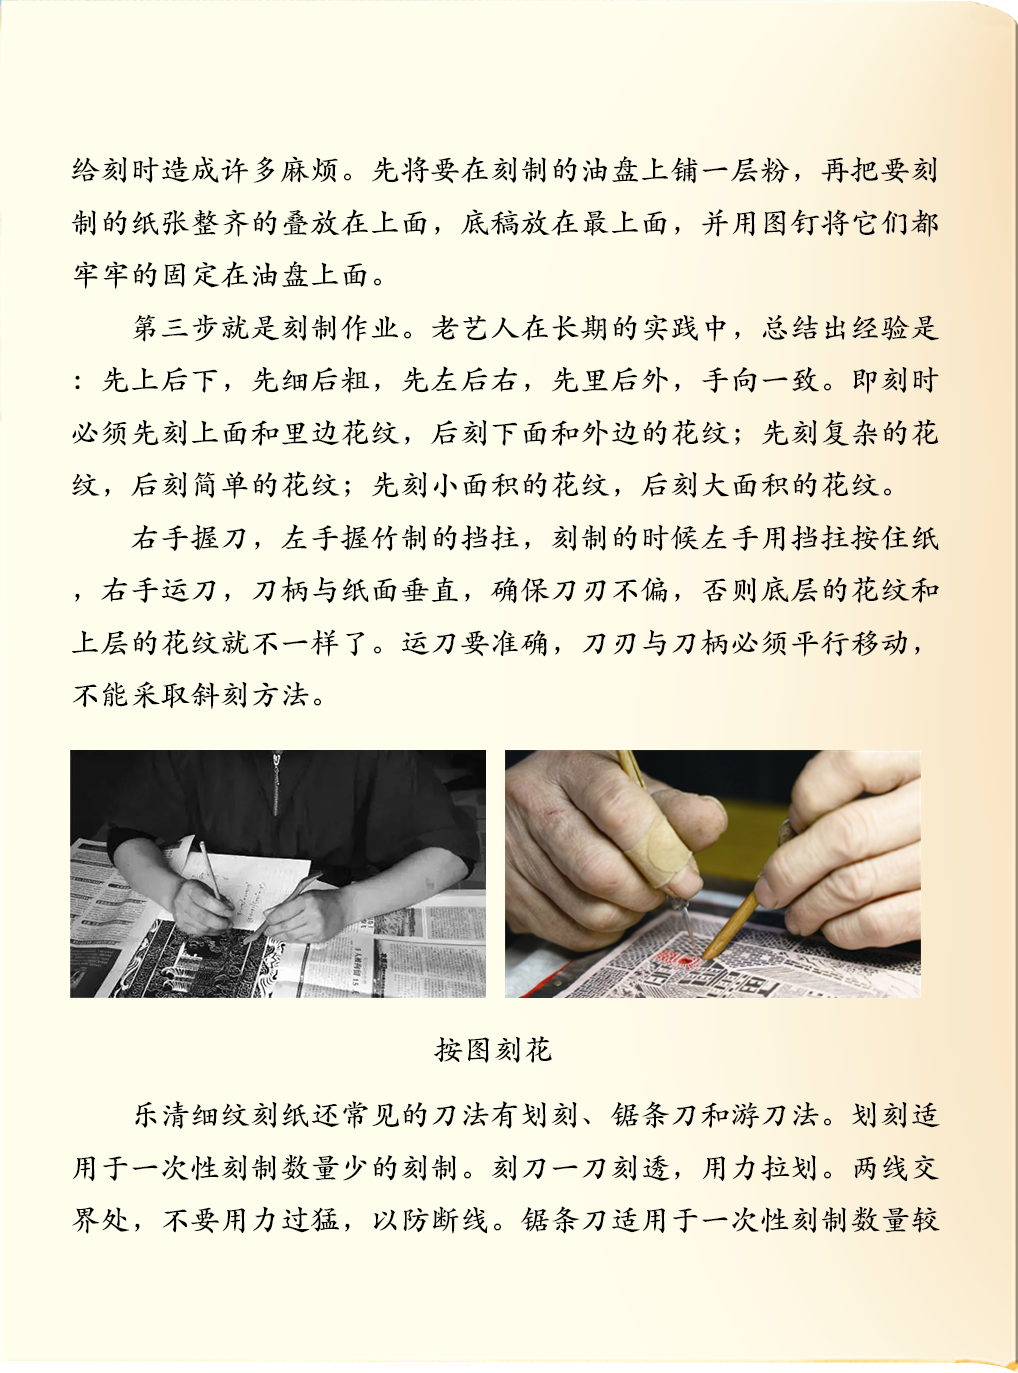 给刻时造成许多麻烦。先将要在刻制的油盘上铺一层粉，再把要刻
制的纸张整齐的叠放在上面，底稿放在最上面，并用图钉将它们都
牢牢的固定在油盘上面。
第三步就是刻制作业。老艺人在长期的实践中，总结出经验是
：先上后下，先细后粗，先左后右，先里后外，手向一致。即刻时
必须先刻上面和里边花纹，后刻下面和外边的花纹；先刻复杂的花
纹，后刻简单的花纹；先刻小面积的花纹，后刻大面积的花纹。
右手握刀，左手握竹制的挡拄，刻制的时候左手用挡拄按住纸
，右手运刀，刀柄与纸面垂直，确保刀刃不偏，否则底层的花纹和
上层的花纹就不一样了。运刀要准确，刀刃与刀柄必须平行移动，
不能采取斜刻方法。
按图刻花
乐清细纹刻纸还常见的刀法有划刻、锯条刀和游刀法。划刻适
用于一次性刻制数量少的刻制。刻刀一刀刻透，用力拉划。两线交
界处，不要用力过猛，以防断线。锯条刀适用于一次性刻制数量较